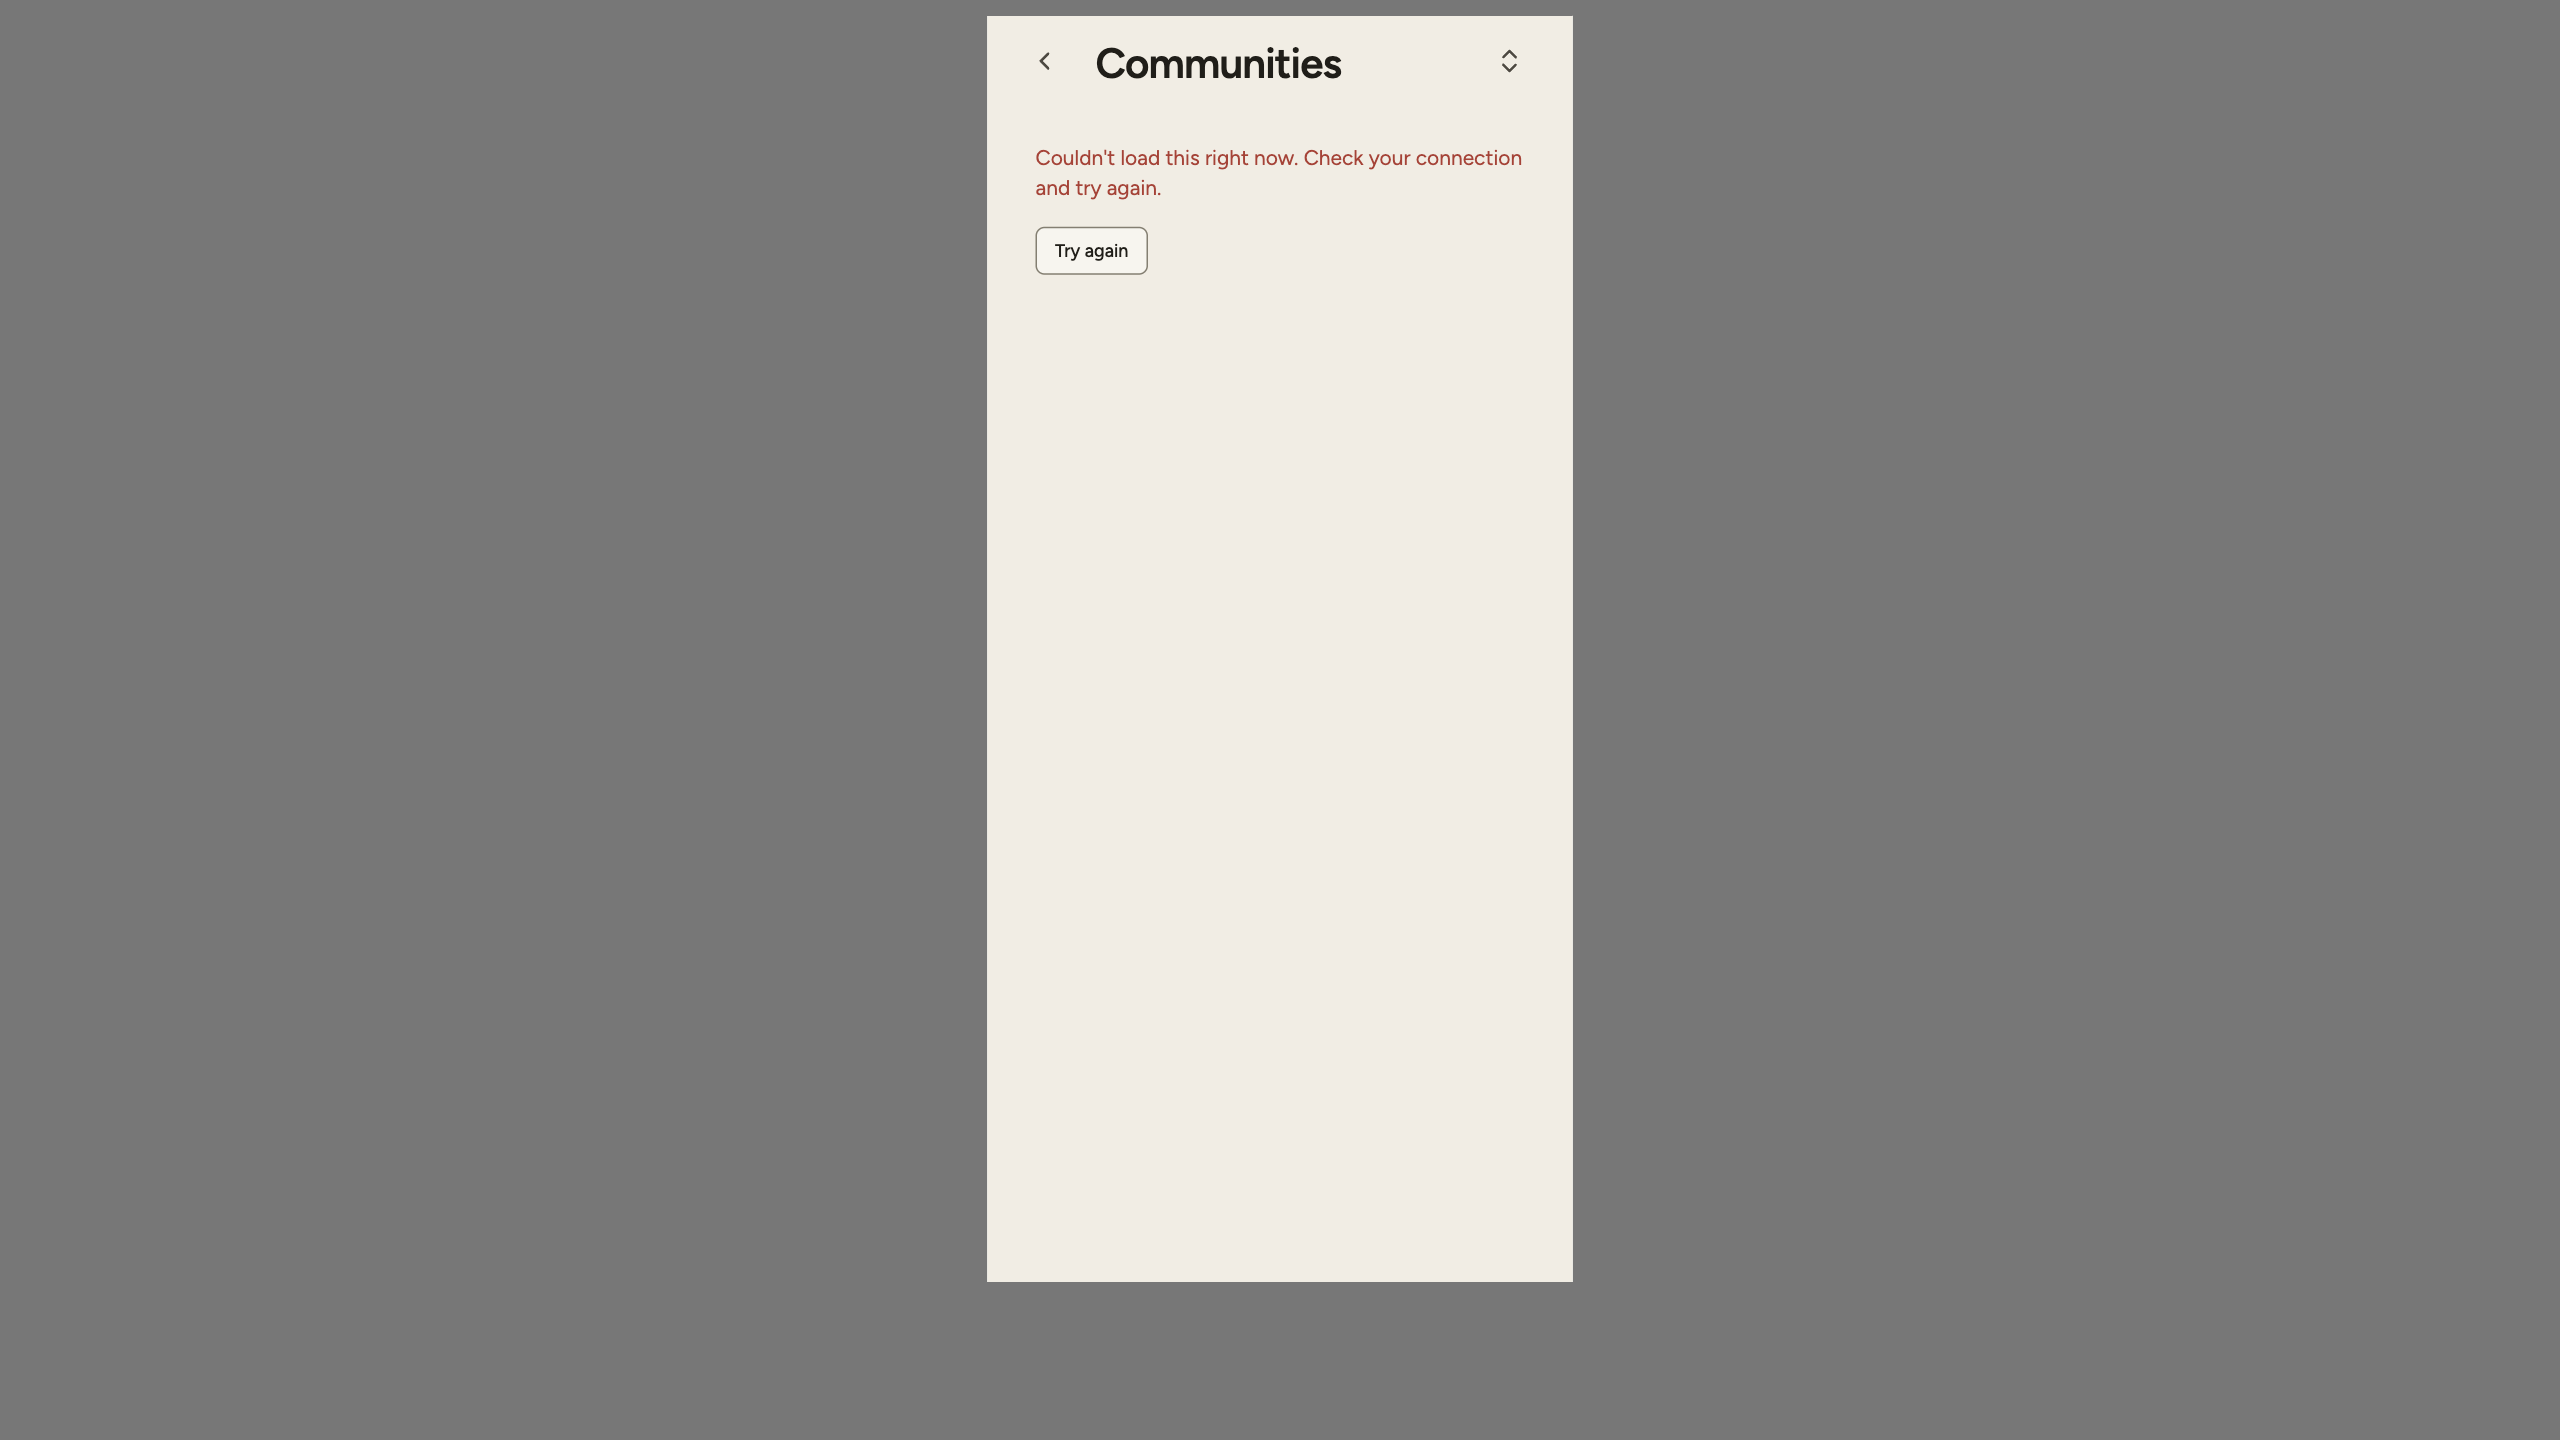 Communities
Couldn't load this right now. Check your connection
and try again.
Try again